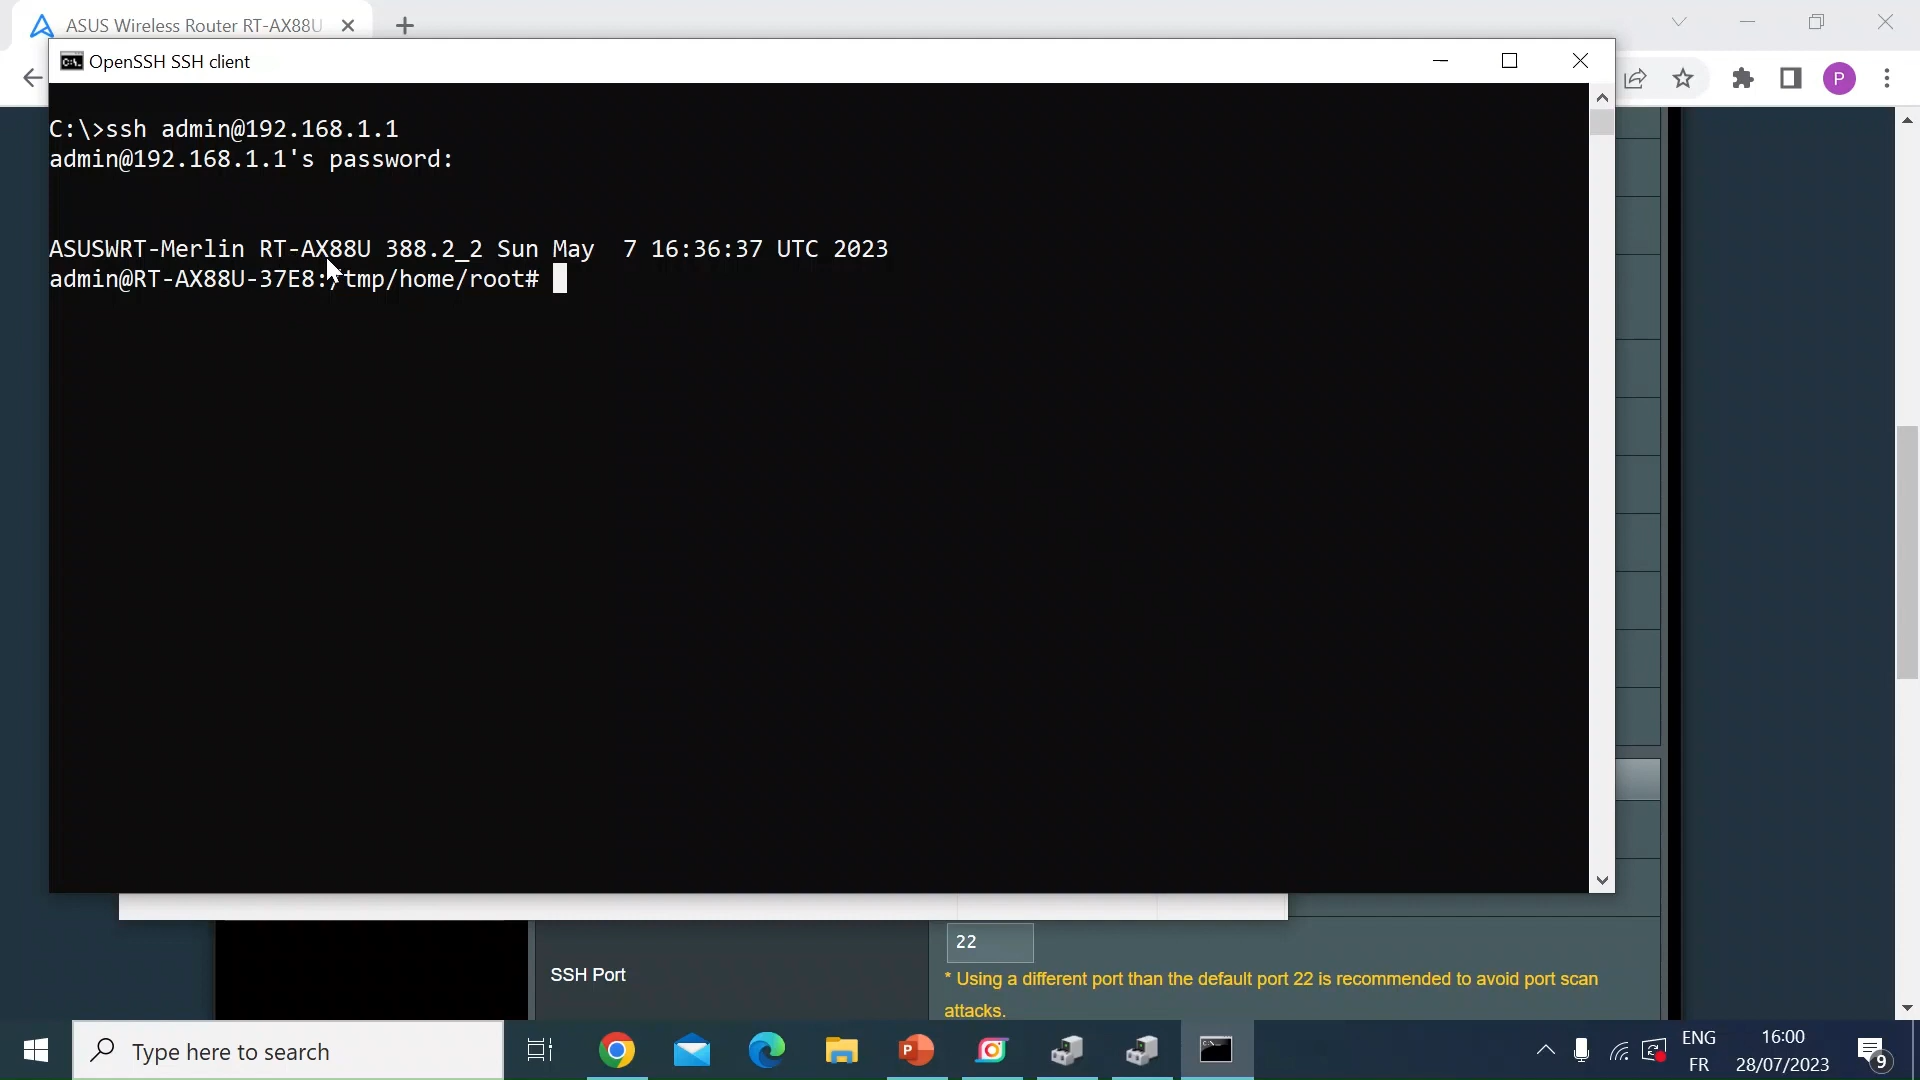 ASUS Wireless Router RT-AX88U
OpenSSH SSH client
P
C:\>ssh admin@192.168.1.1
admin@192.168.1.1's password:
ASUSWRT-Merlin RT-AX88U 388.2_2 Sun May  7 16:36:37 UTC 2023
admin@RT-AX88U-37E8:/tmp/home/root#
22
SSH Port
* Using a different port than the default port 22 is recommended to avoid port scan
attacks.
Type here to search
ENG
FR
16:00
28/07/2023
9